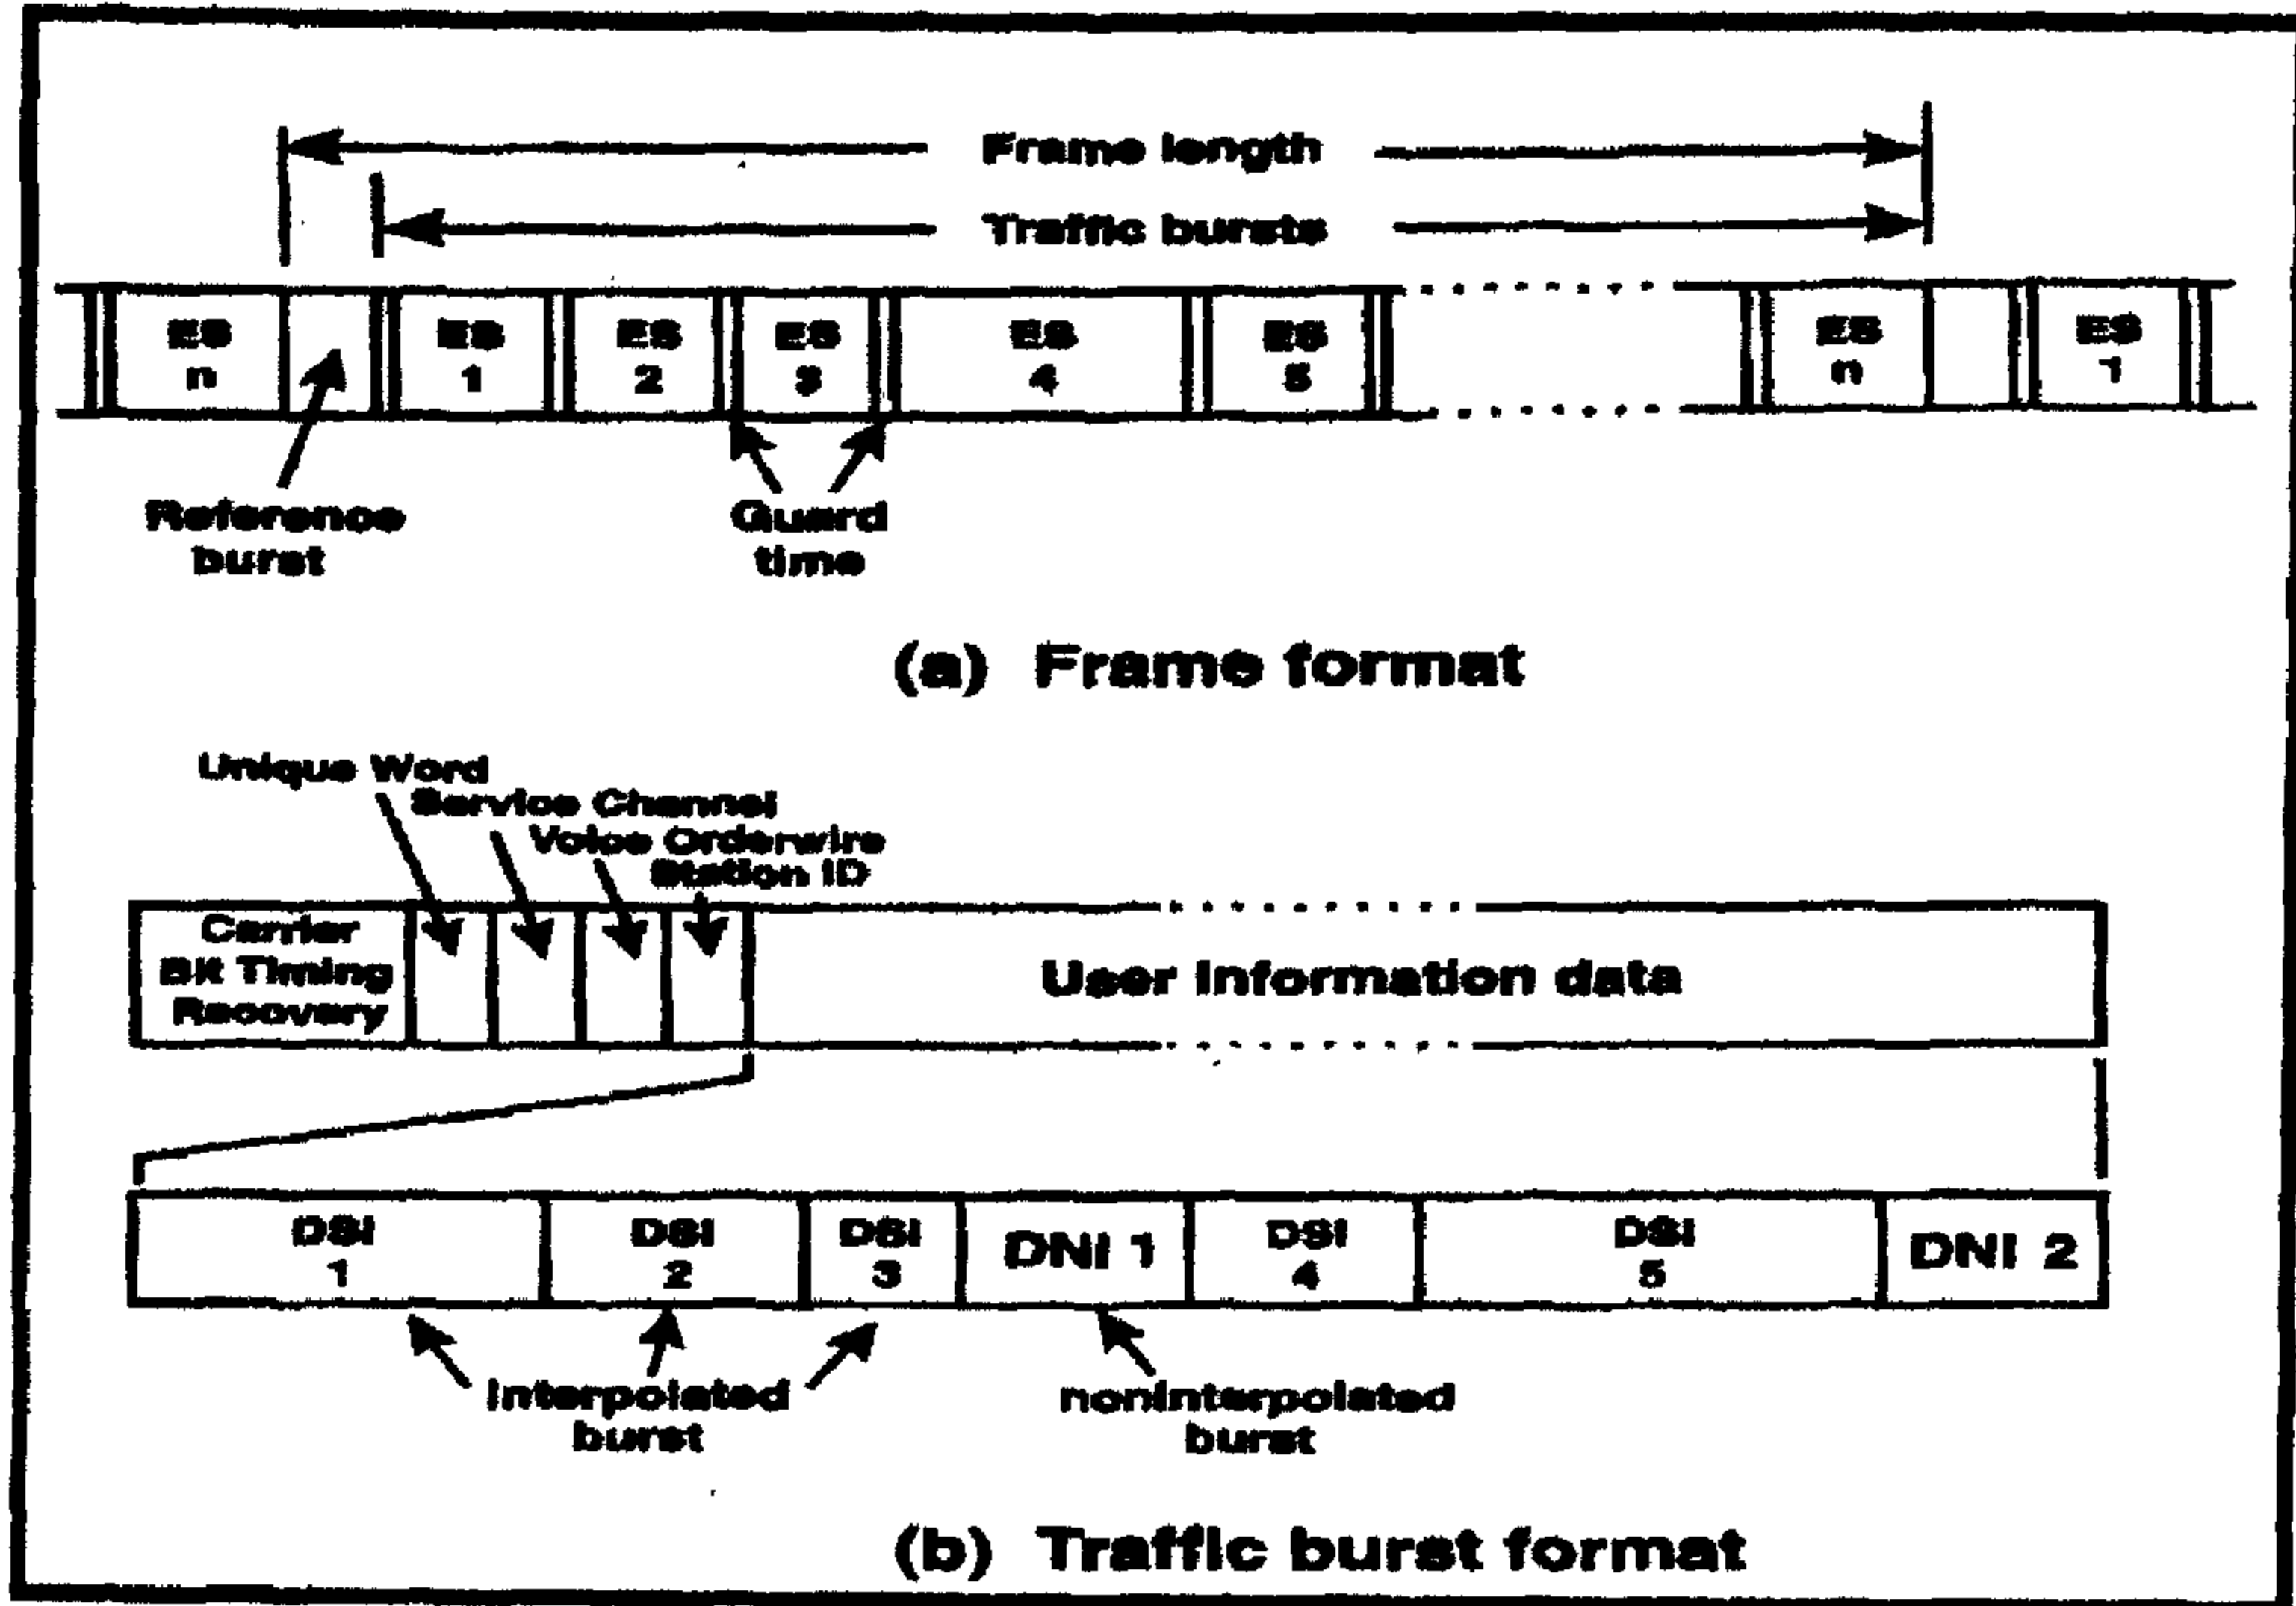 Frame length
Traffic bursts
ES
n
ES
1
ES
2
ES
3
ES
4
ES
5
ES
n
ES
1
Reference
burst
Guard
time
(a) Frame format
Unique Word
Service Channel
Voice Orderwire
Station ID
Carrier
Bit Timing
Recovery
User Information data
DSI
1
DSI
2
DSI
3
DNI 1
DSI
4
DSI
5
DNI 2
Interpolated
burst
noninterpolated
burst
(b) Traffic burst format